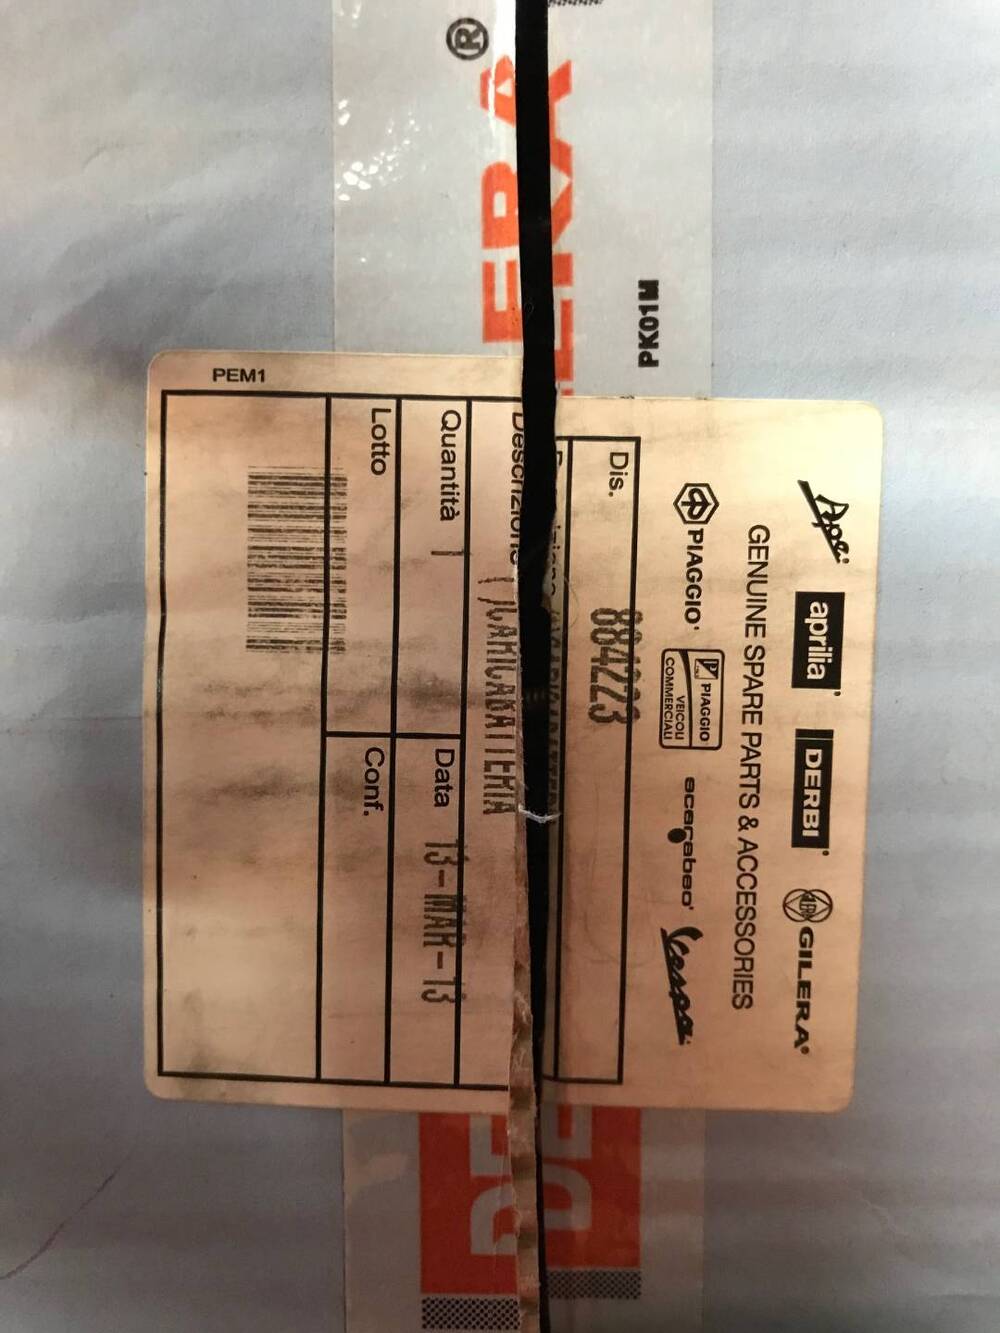 Ape aprilia DERBI GILERA
GENUINE SPARE PARTS & ACCESSORIES
PIAGGIO PIAGGIO VEICOLI COMMERCIALI scarabeo Vespa
Dis. 884223
Descrizione ( )CARICABATTERIA
Quantità 1 Data 13-MAR-13
Lotto Conf.
PEM1
PK01M
®